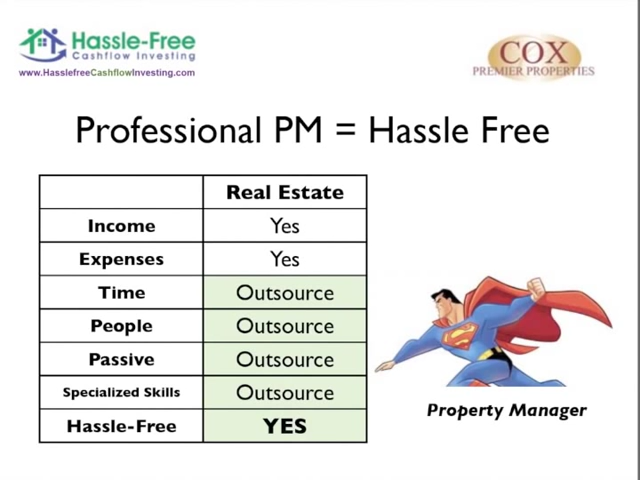 Hassle-Free
Cashflow Investing
www.HasslefreeCashflowInvesting.com
COX
PREMIER PROPERTIES
Professional PM = Hassle Free
Real Estate
Income Yes
Expenses Yes
Time Outsource
People Outsource
Passive Outsource
Specialized Skills Outsource
Hassle-Free YES
S
Property Manager